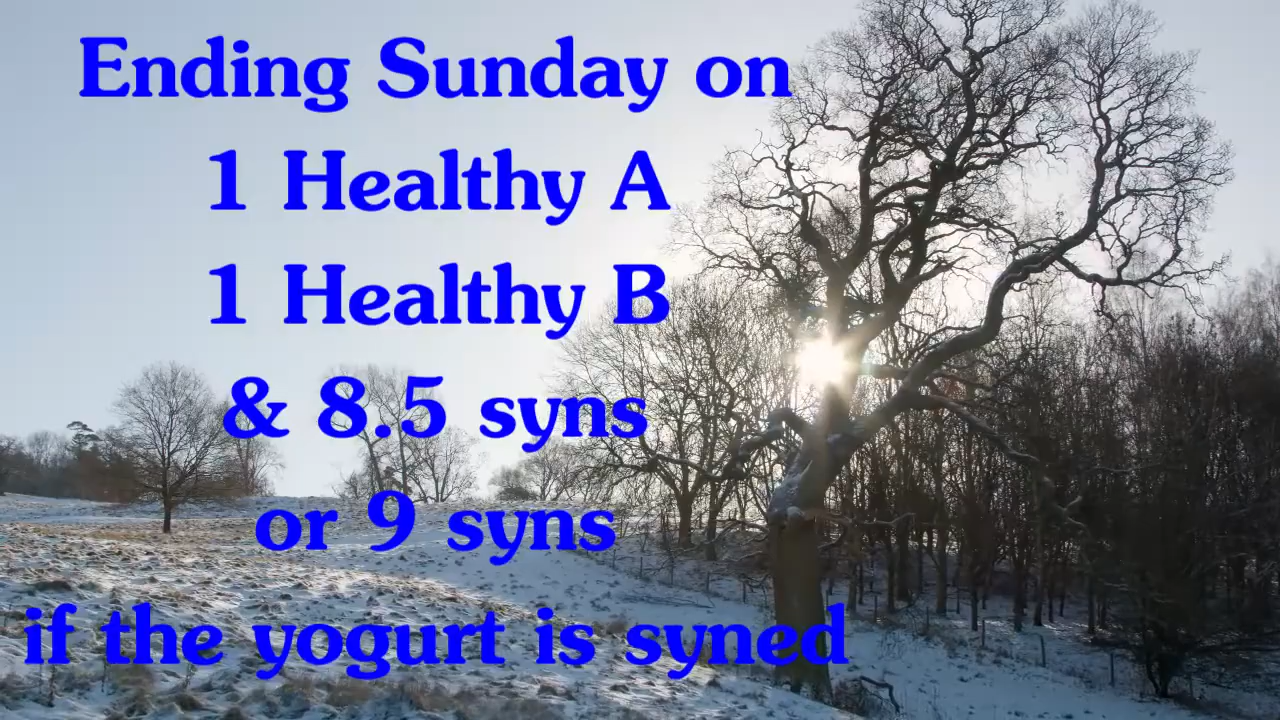 Ending Sunday on
1 Healthy A
1 Healthy B
& 8.5 syns
or 9 syns
if the yogurt is syned